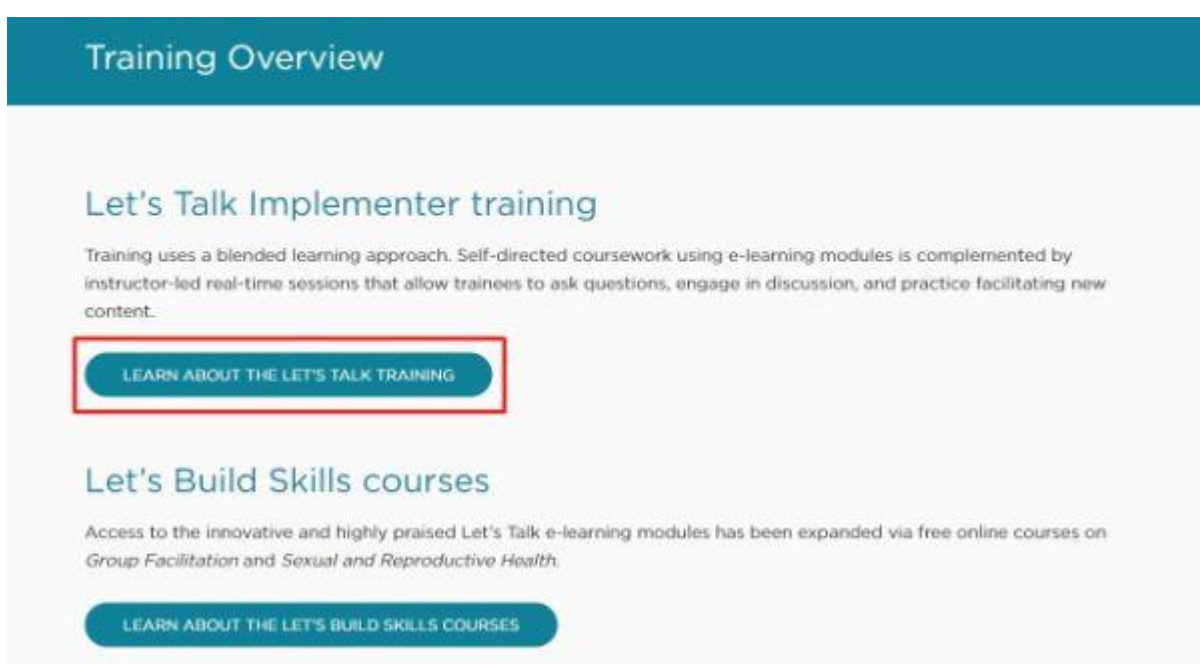 Training Overview
Let's Talk Implementer training
Training uses a blended learning approach. Self-directed coursework using e-learning modules is complemented by
instructor-led real-time sessions that allow trainees to ask questions, engage in discussion, and practice facilitating new
content.
LEARN ABOUT THE LET'S TALK TRAINING
Let's Build Skills courses
Access to the innovative and highly praised Let's Talk e-learning modules has been expanded via free online courses on
Group Facilitation and Sexual and Reproductive Health.
LEARN ABOUT THE LET'S BUILD SKILLS COURSES